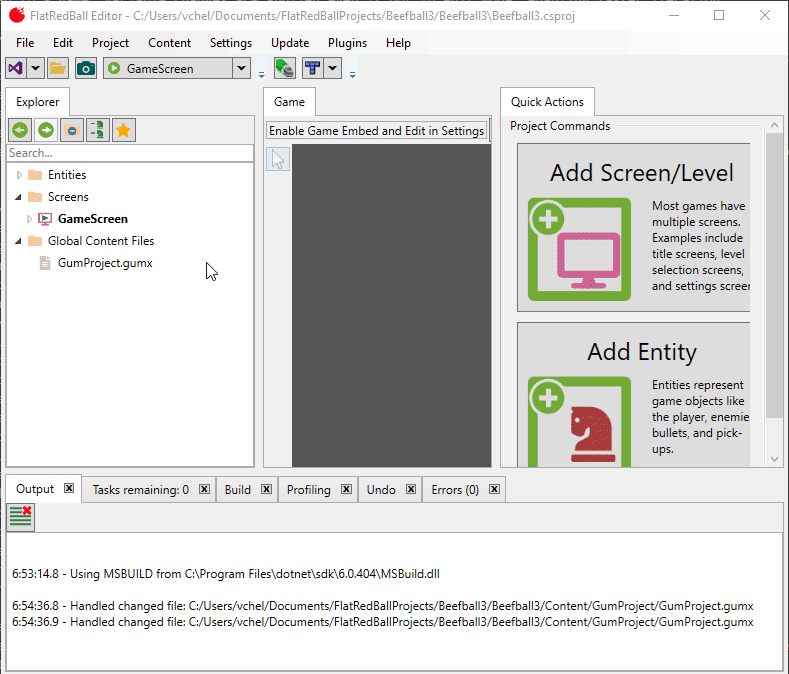 FlatRedBall Editor - C:/Users/vchel/Documents/FlatRedBallProjects/Beefball3/Beefball3\Beefball3.csproj
File Edit Project Content Settings Update Plugins Help
GameScreen
Explorer
Search...
Entities
Screens
GameScreen
Global Content Files
GumProject.gumx
Game
Enable Game Embed and Edit in Settings
Quick Actions
Project Commands
Add Screen/Level
Most games have
multiple screens.
Examples include
title screens, level
selection screens,
and settings screen
Add Entity
Entities represent
game objects like
the player, enemie
bullets, and pick-
ups.
Output Tasks remaining: 0 Build Profiling Undo Errors (0)
6:53:14.8 - Using MSBUILD from C:\Program Files\dotnet\sdk\6.0.404\MSBuild.dll
6:54:36.8 - Handled changed file: C:/Users/vchel/Documents/FlatRedBallProjects/Beefball3/Beefball3/Content/GumProject/GumProject.gumx
6:54:36.9 - Handled changed file: C:/Users/vchel/Documents/FlatRedBallProjects/Beefball3/Beefball3/Content/GumProject/GumProject.gumx